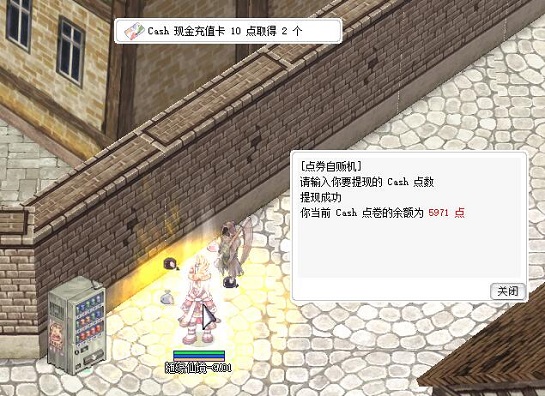 Cash 现金充值卡 10 点取得 2 个
[点券自贩机]
请输入你要提现的 Cash 点数
提现成功
你当前 Cash 点卷的余额为 5971 点
关闭